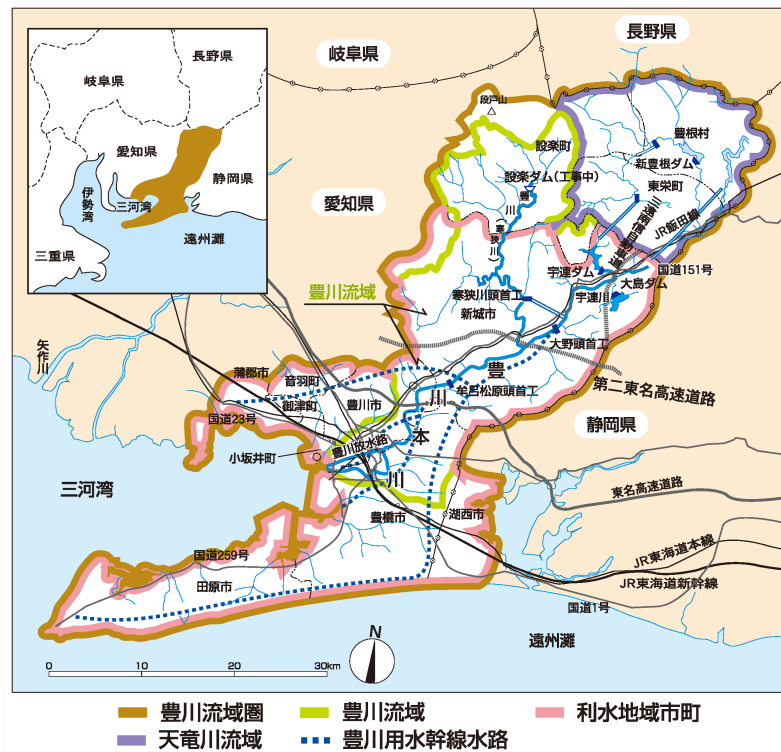 長野県
岐阜県
愛知県
静岡県
岐阜県
長野県
愛知県
静岡県
伊勢湾
三河湾
遠州灘
三重県
段戸山
設楽町
設楽ダム(工事中)
豊川(寒狭川)
豊根村
新豊根ダム
東栄町
三遠南信自動車道
JR飯田線
国道151号
宇連ダム
大島ダム
宇連川
寒狭川頭首工
新城市
大野頭首工
豊川流域
第二東名高速道路
矢作川
蒲郡市
音羽町
御津町
豊川市
牟呂松原頭首工
国道23号
豊川本川
豊川放水路
小坂井町
三河湾
豊橋市
湖西市
東名高速道路
国道259号
田原市
JR東海道本線
JR東海道新幹線
国道1号
遠州灘
N
0 10 20 30km
豊川流域圏 豊川流域 利水地域市町
天竜川流域 豊川用水幹線水路